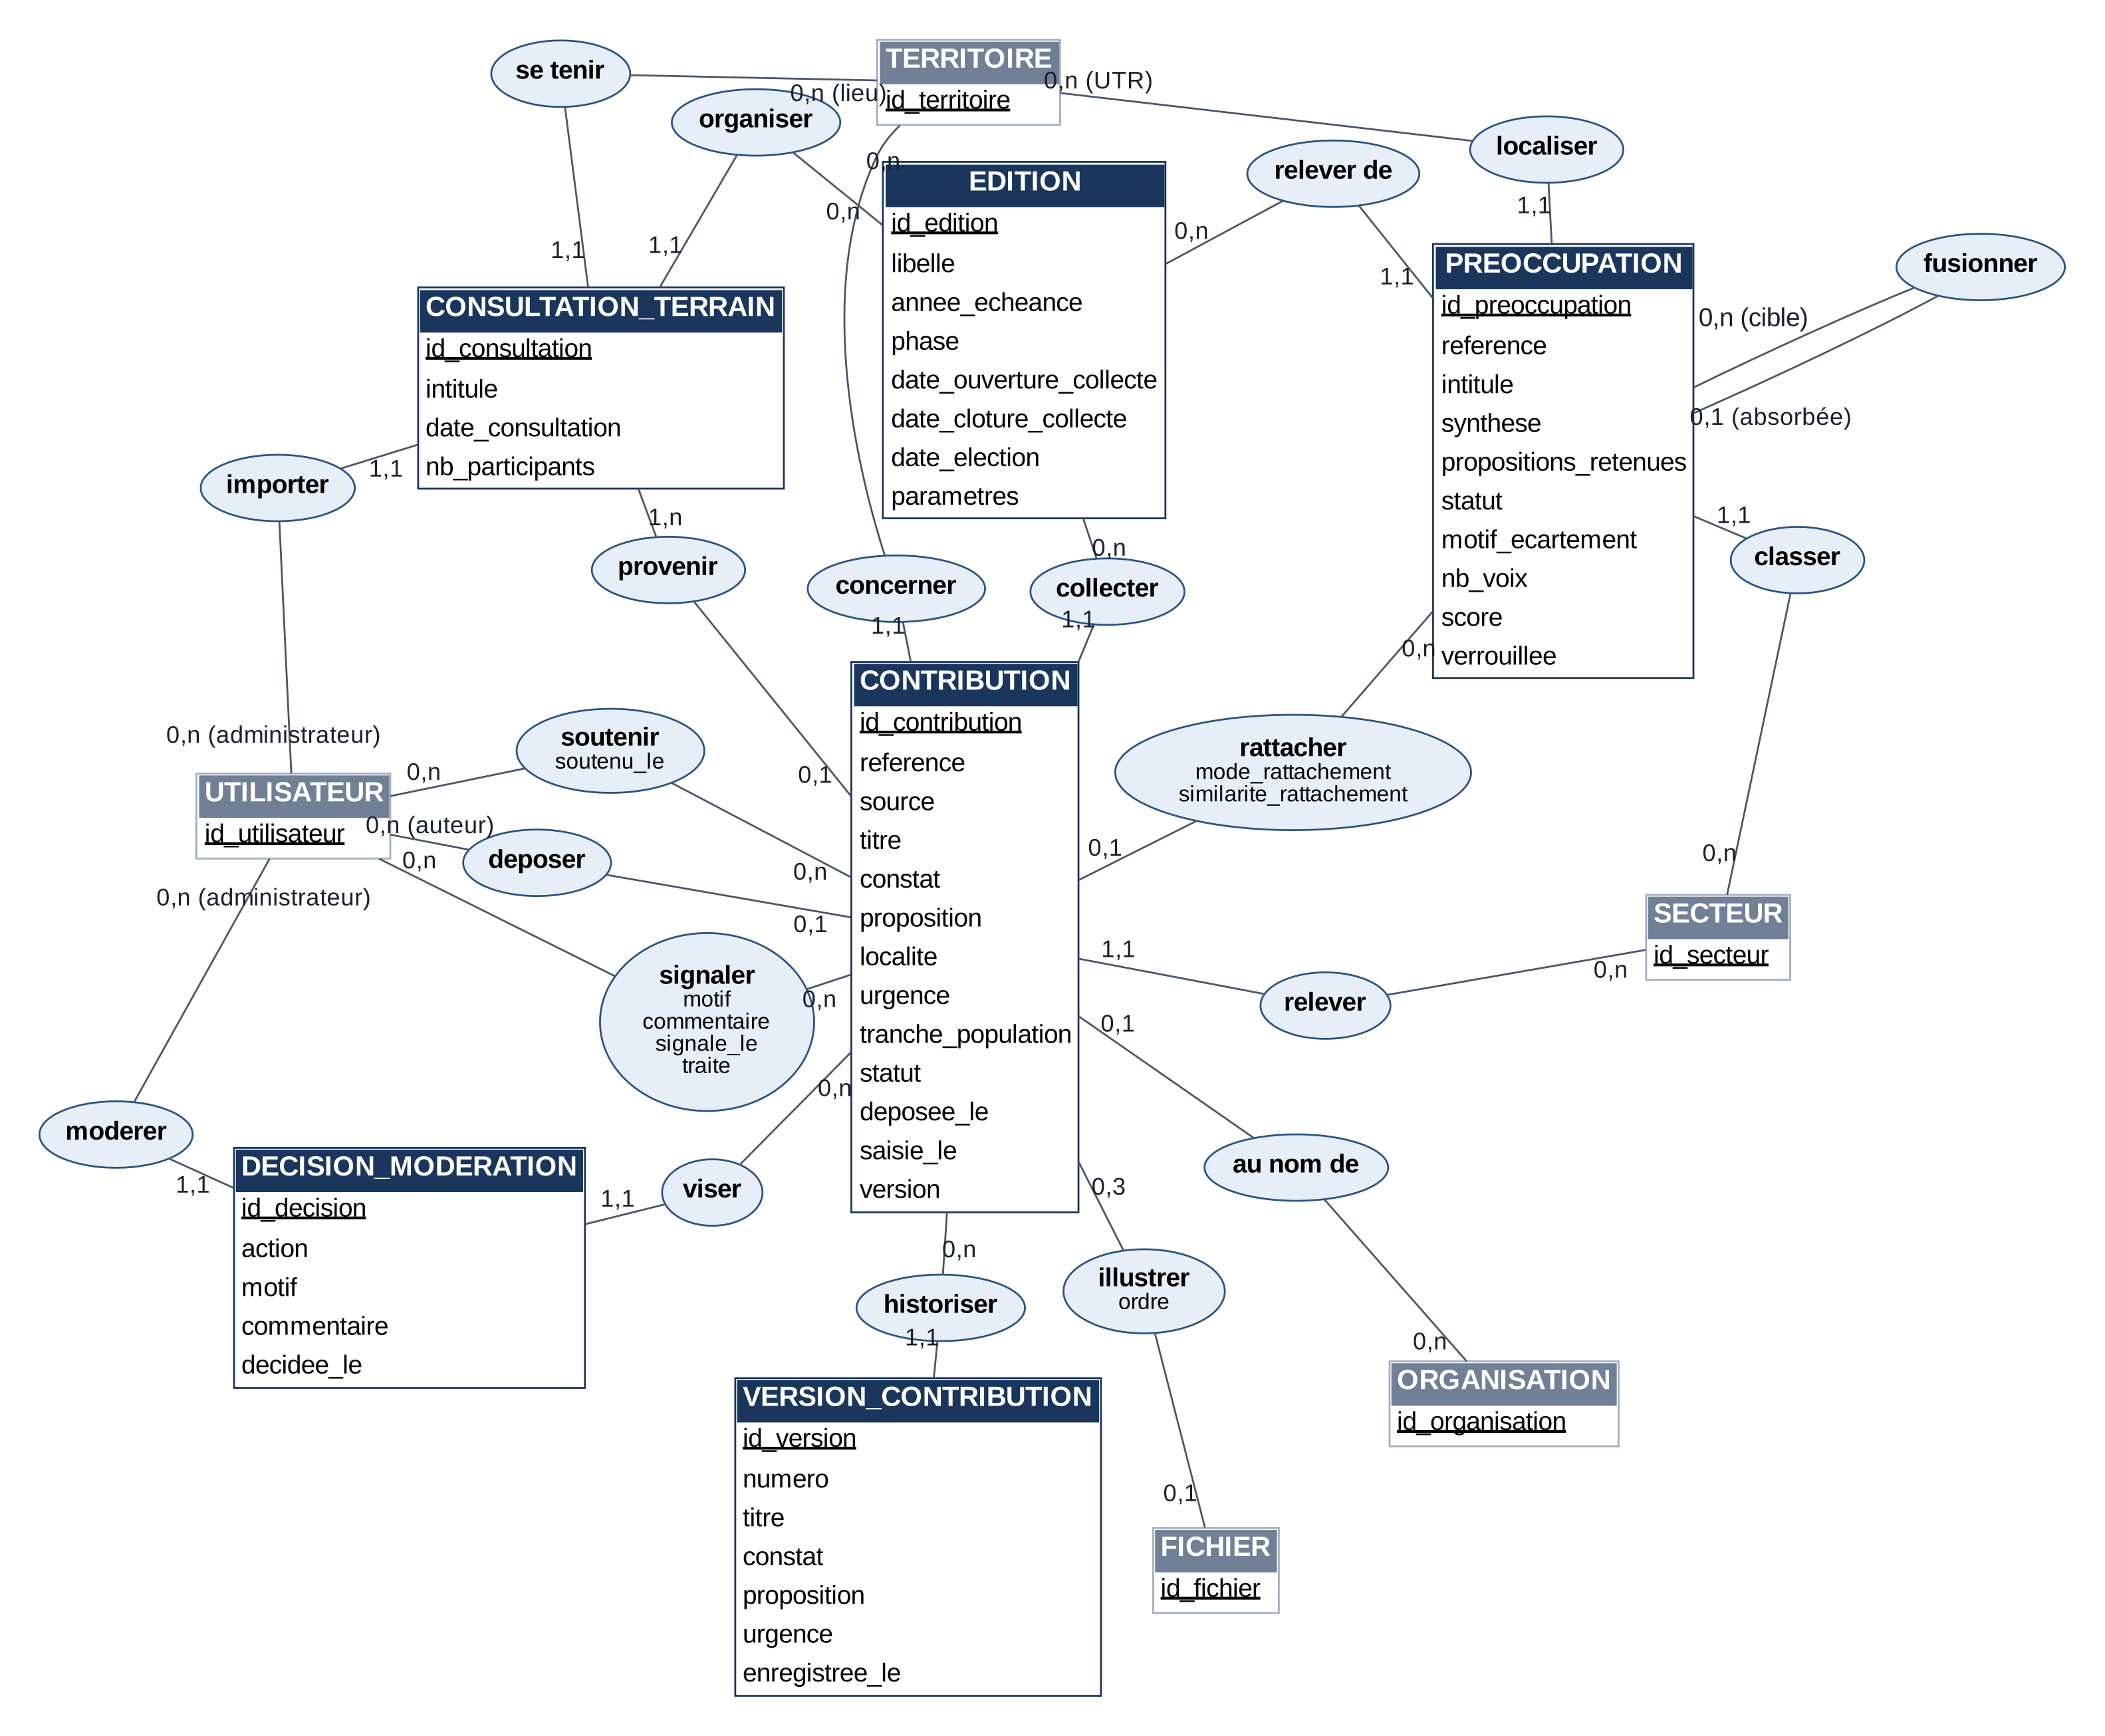 se tenir
TERRITOIRE
id_territoire
0,n (lieu)
0,n (UTR)
organiser
0,n
localiser
relever de
EDITION
id_edition
libelle
annee_echeance
phase
date_ouverture_collecte
date_cloture_collecte
date_election
parametres
0,n
0,n
1,1
1,1
1,1
1,1
fusionner
PREOCCUPATION
id_preoccupation
reference
intitule
synthese
propositions_retenues
statut
motif_ecartement
nb_voix
score
verrouillee
0,n (cible)
0,1 (absorbée)
CONSULTATION_TERRAIN
id_consultation
intitule
date_consultation
nb_participants
importer
1,1
1,n
provenir
concerner
0,n
collecter
1,1
classer
1,1
1,1
0,n
CONTRIBUTION
id_contribution
reference
source
titre
constat
proposition
localite
urgence
tranche_population
statut
deposee_le
saisie_le
version
0,n (administrateur)
soutenir
soutenu_le
0,n
0,1
rattacher
mode_rattachement
similarite_rattachement
UTILISATEUR
id_utilisateur
0,n (auteur)
0,n
deposer
0,n
0,1
0,1
0,n
SECTEUR
id_secteur
0,n (administrateur)
signaler
motif
commentaire
signale_le
traite
0,n
1,1
relever
0,n
0,1
0,n
moderer
1,1
DECISION_MODERATION
id_decision
action
motif
commentaire
decidee_le
1,1
viser
au nom de
0,3
0,n
historiser
1,1
illustrer
ordre
0,n
ORGANISATION
id_organisation
VERSION_CONTRIBUTION
id_version
numero
titre
constat
proposition
urgence
enregistree_le
0,1
FICHIER
id_fichier